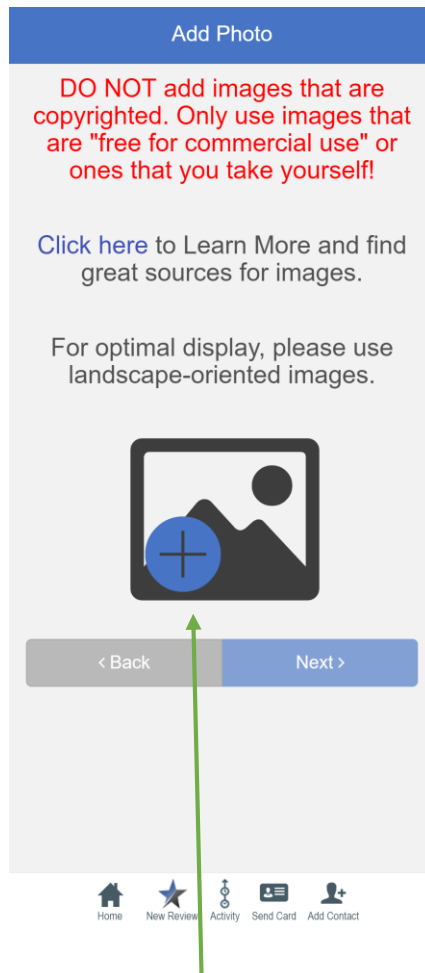 Add Photo
DO NOT add images that are
copyrighted. Only use images that
are "free for commercial use" or
ones that you take yourself!
Click here to Learn More and find
great sources for images.
For optimal display, please use
landscape-oriented images.
< Back
Next >
Home
New Review
Activity
Send Card
Add Contact